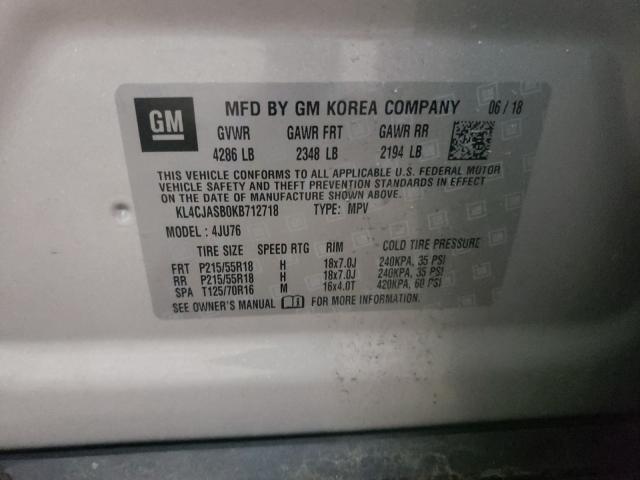 GM MFD BY GM KOREA COMPANY 06 / 18
GVWR GAWR FRT GAWR RR
4286 LB 2348 LB 2194 LB
THIS VEHICLE CONFORMS TO ALL APPLICABLE U.S. FEDERAL MOTOR
VEHICLE SAFETY AND THEFT PREVENTION STANDARDS IN EFFECT ON
THE DATE OF MANUFACTURE SHOWN ABOVE.
KL4CJASB0KB712718 TYPE: MPV
MODEL : 4JU76
TIRE SIZE SPEED RTG RIM COLD TIRE PRESSURE
FRT P215/55R18 H 18x7.0J 240KPA, 35 PSI
RR P215/55R18 H 18x7.0J 240KPA, 35 PSI
SPA T125/70R16 M 16x4.0T 420KPA, 60 PSI
SEE OWNER'S MANUAL FOR MORE INFORMATION.